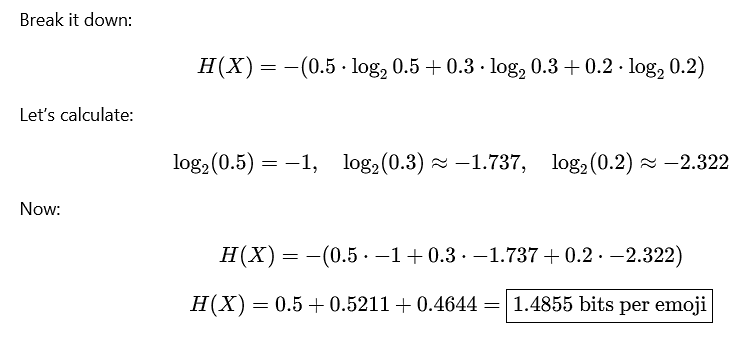 Break it down:
H(X) = −(0.5 · log₂ 0.5 + 0.3 · log₂ 0.3 + 0.2 · log₂ 0.2)
Let's calculate:
log₂(0.5) = −1, log₂(0.3) ≈ −1.737, log₂(0.2) ≈ −2.322
Now:
H(X) = −(0.5 · −1 + 0.3 · −1.737 + 0.2 · −2.322)
H(X) = 0.5 + 0.5211 + 0.4644 = 1.4855 bits per emoji